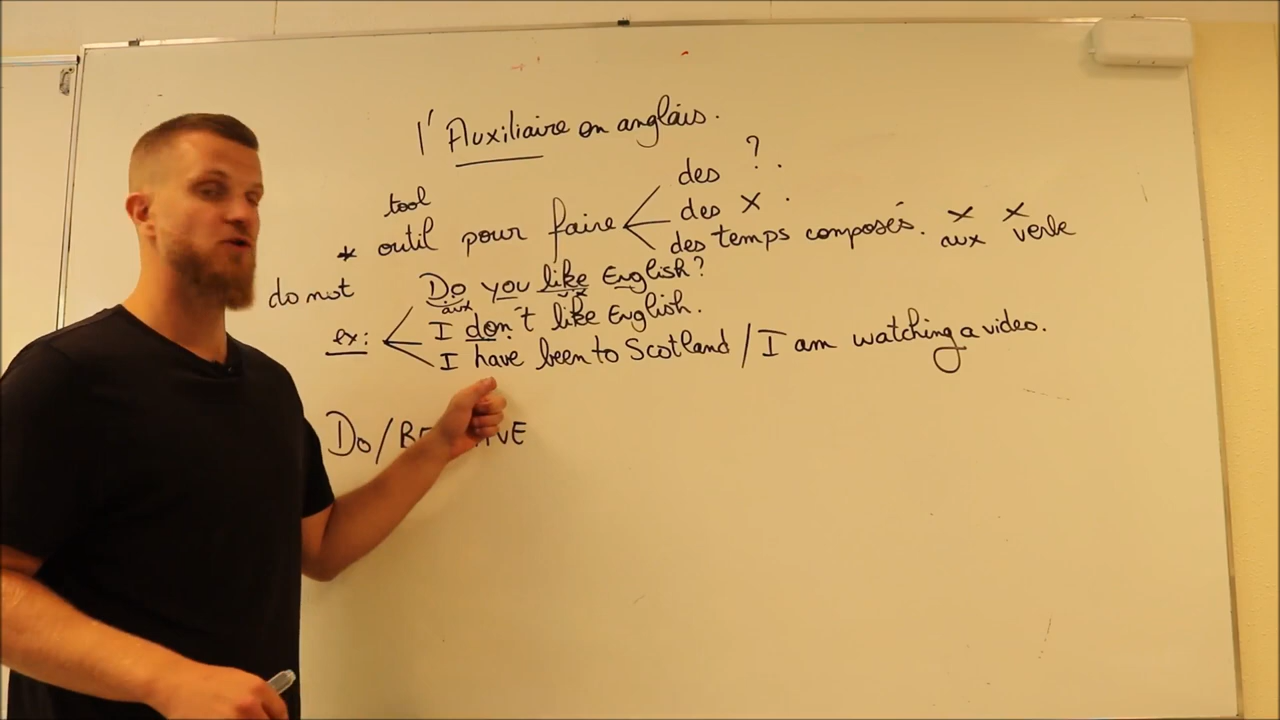 l'Auxiliaire en anglais.
tool
* outil pour faire
des ?.
des X.
des temps composés. X X
aux verbe
do not
ex:
Do you like English?
aux
I don't like English.
I have been to Scotland / I am watching a video.
Do/BE